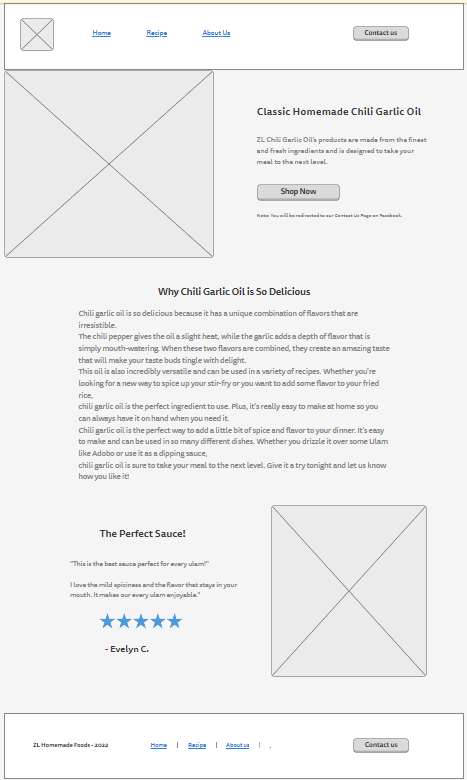 Home Recipe About Us Contact us
Classic Homemade Chili Garlic Oil
ZL Chili Garlic Oil's products are made from the finest
and fresh ingredients and is designed to take your
meal to the next level.
Shop Now
Note: You will be redirected to our Contact Us Page on Facebook.
Why Chili Garlic Oil is So Delicious
Chili garlic oil is so delicious because it has a unique combination of flavors that are
irresistible.
The chili pepper gives the oil a slight heat, while the garlic adds a depth of flavor that is
simply mouth-watering. When these two flavors are combined, they create an amazing taste
that will make your taste buds tingle with delight.
This oil is also incredibly versatile and can be used in a variety of recipes. Whether you're
looking for a new way to spice up your stir-fry or you want to add some flavor to your fried
rice,
chili garlic oil is the perfect ingredient to use. Plus, it's really easy to make at home so you
can always have it on hand when you need it.
Chili garlic oil is the perfect way to add a little bit of spice and flavor to your dinner. It's easy
to make and can be used in so many different dishes. Whether you drizzle it over some Ulam
like Adobo or use it as a dipping sauce,
chili garlic oil is sure to take your meal to the next level. Give it a try tonight and let us know
how you like it!
The Perfect Sauce!
"This is the best sauce perfect for every ulam!"
I love the mild spiciness and the flavor that stays in your
mouth. It makes our every ulam enjoyable."
- Evelyn C.
ZL Homemade Foods - 2022 Home | Recipe | About us | . Contact us